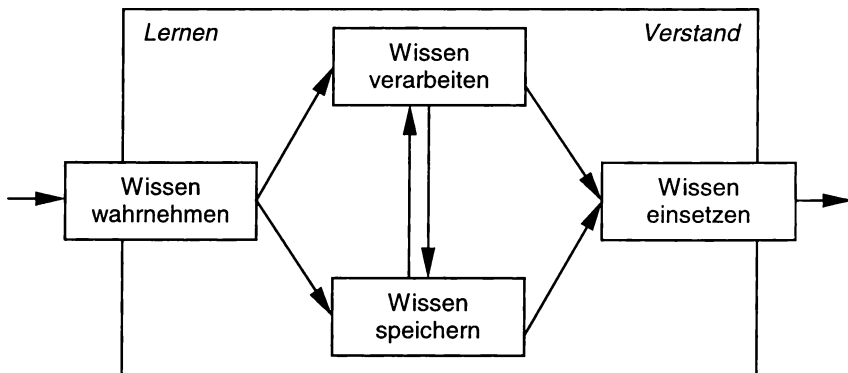 Lernen
Verstand
Wissen
verarbeiten
Wissen
wahrnehmen
Wissen
einsetzen
Wissen
speichern